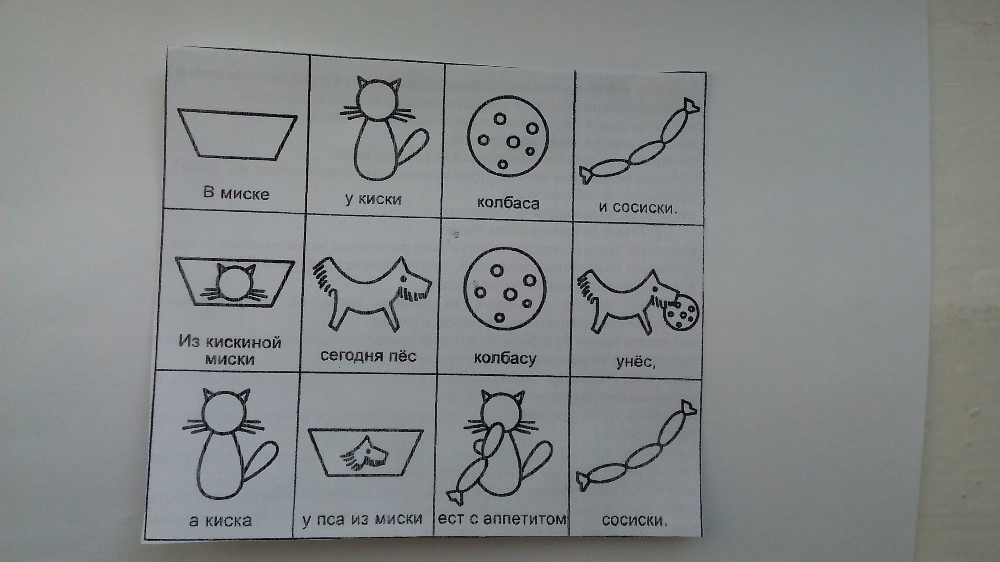 В миске
у киски
колбаса
и сосиски.
Из кискиной
миски
сегодня пёс
колбасу
унёс,
а киска
у пса из миски
ест с аппетитом
сосиски.